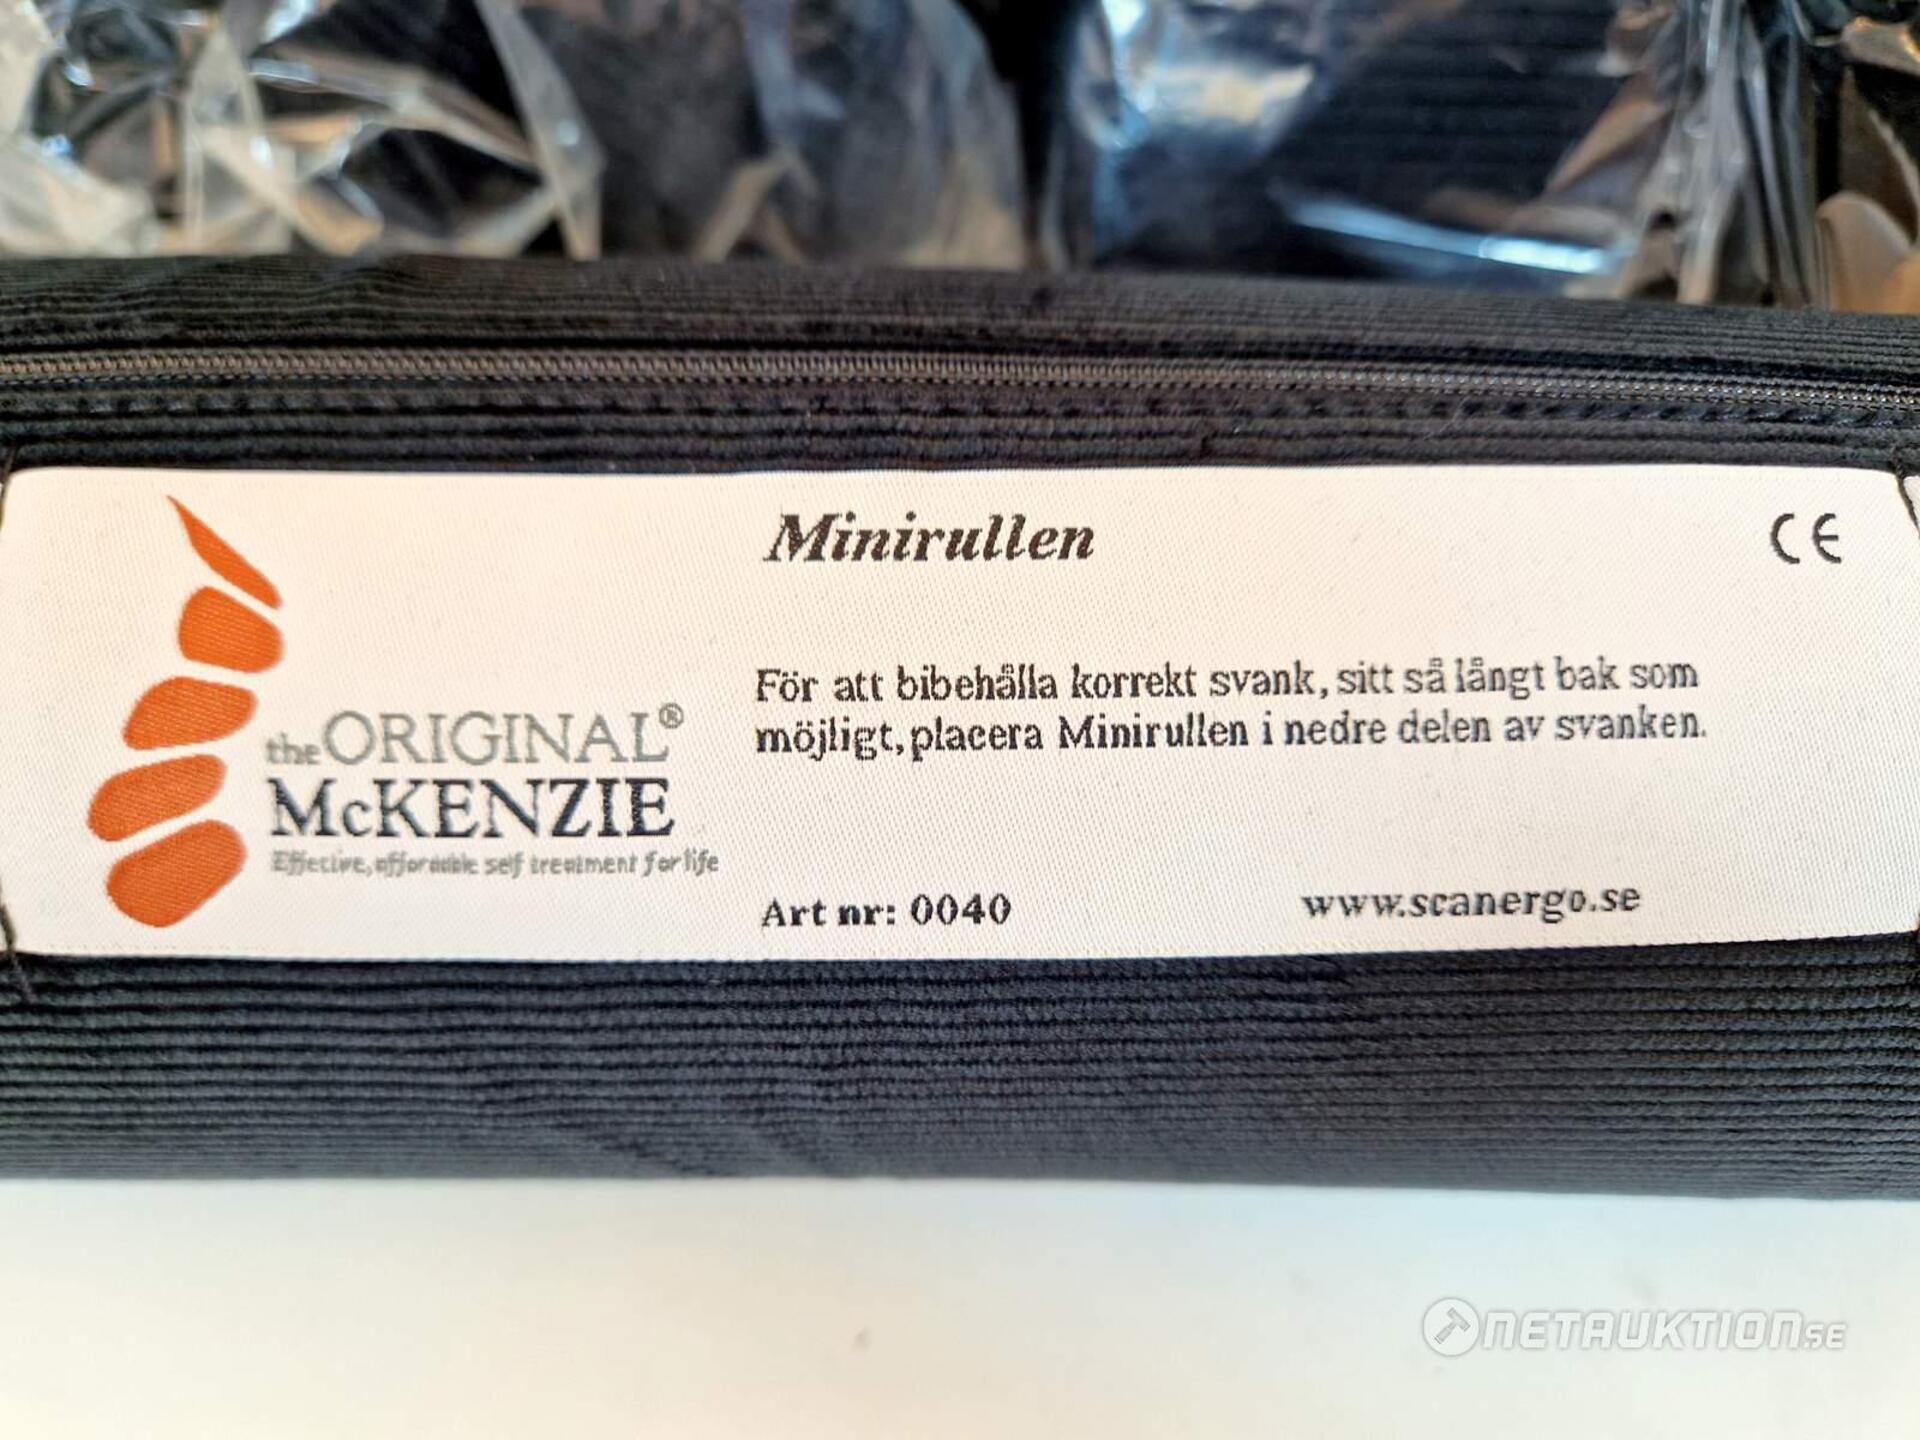 Minirullen
CE
För att bibehålla korrekt svank, sitt så långt bak som
möjligt, placera Minirullen i nedre delen av svanken.
the ORIGINAL®
McKENZIE
Effective, affordable self treatment for life
Art nr: 0040
www.scanergo.se
NETAUKTION.SE